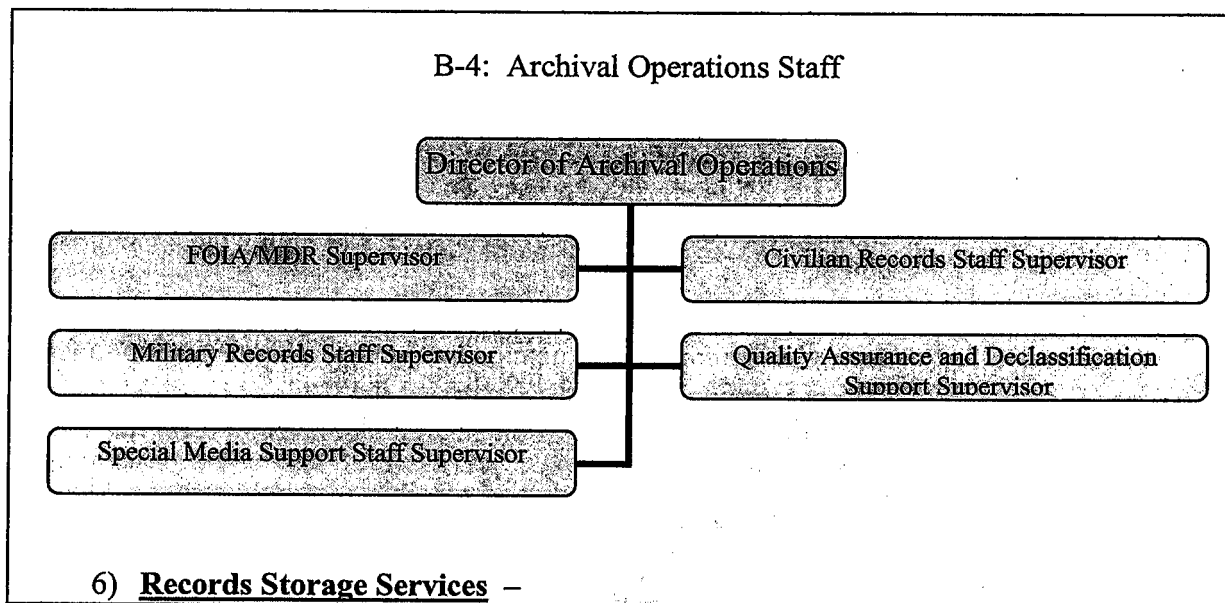 B-4: Archival Operations Staff
Director of Archival Operations
FOIA/MDR Supervisor
Civilian Records Staff Supervisor
Military Records Staff Supervisor
Quality Assurance and Declassification
Support Supervisor
Special Media Support Staff Supervisor
6) Records Storage Services –